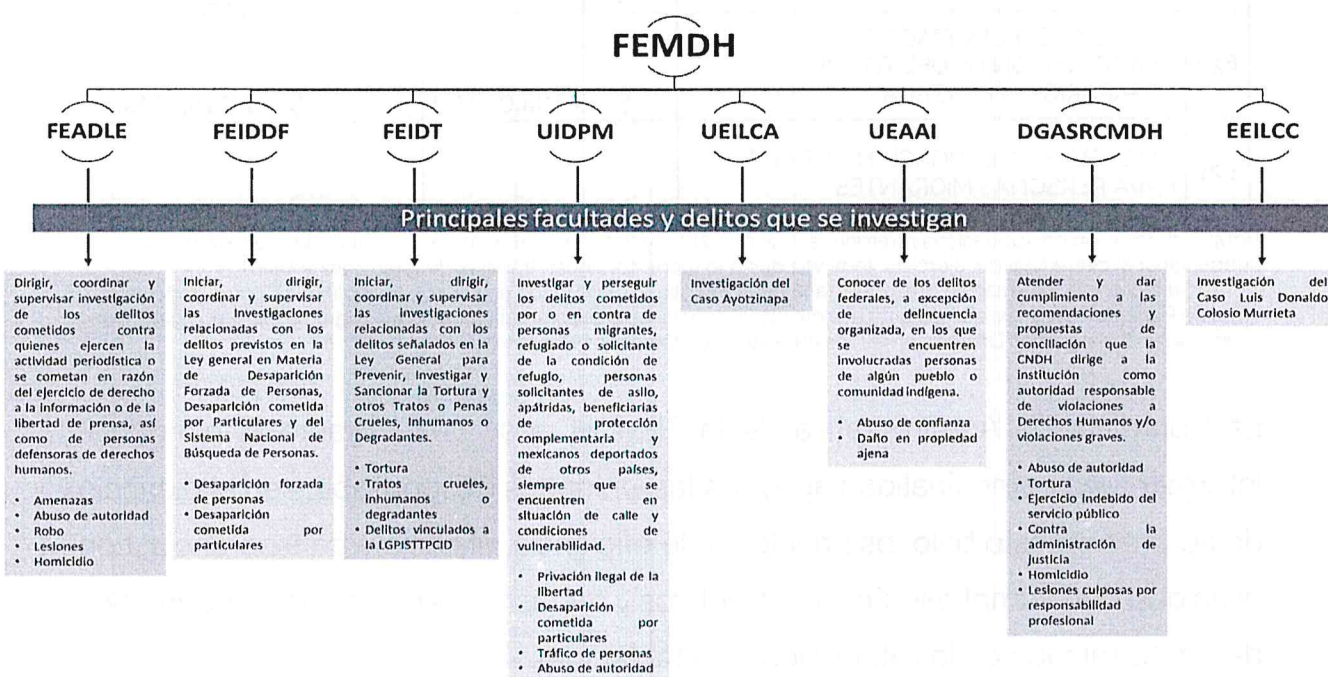 FEMDH
FEADLE
FEIDDF
FEIDT
UIDPM
UEILCA
UEAAI
DGASRCMDH
EEILCC
Principales facultades y delitos que se investigan
Dirigir, coordinar y
supervisar investigación
de los delitos
cometidos contra
quienes ejercen la
actividad periodística o
se cometan en razón
del ejercicio de derecho
a la información o de la
libertad de prensa, así
como de personas
defensoras de derechos
humanos.
• Amenazas
• Abuso de autoridad
• Robo
• Lesiones
• Homicidio
Iniciar, dirigir,
coordinar y supervisar
las investigaciones
relacionadas con los
delitos previstos en la
Ley general en Materia
de Desaparición
Forzada de Personas,
Desaparición cometida
por Particulares y del
Sistema Nacional de
Búsqueda de Personas.
• Desaparición forzada
de personas
• Desaparición
cometida por
particulares
Iniciar, dirigir,
coordinar y supervisar
las investigaciones
relacionadas con los
delitos señalados en la
Ley General para
Prevenir, Investigar y
Sancionar la Tortura y
otros Tratos o Penas
Crueles, Inhumanos o
Degradantes.
• Tortura
• Tratos crueles,
inhumanos o
degradantes
• Delitos vinculados a
la LGPISTTPCID
Investigar y perseguir
los delitos cometidos
por o en contra de
personas migrantes,
refugiado o solicitante
de la condición de
refugio, personas
solicitantes de asilo,
apátridas, beneficiarias
de protección
complementaria y
mexicanos deportados
de otros países,
siempre que se
encuentren en
situación de calle y
condiciones de
vulnerabilidad.
• Privación ilegal de la
libertad
• Desaparición
cometida por
particulares
• Tráfico de personas
• Abuso de autoridad
Investigación del
Caso Ayotzinapa
Conocer de los delitos
federales, a excepción
de delincuencia
organizada, en los que
se encuentren
involucradas personas
de algún pueblo o
comunidad indígena.
• Abuso de confianza
• Daño en propiedad
ajena
Atender y dar
cumplimiento a las
recomendaciones y
propuestas de
conciliación que la
CNDH dirige a la
institución como
autoridad responsable
de violaciones a
Derechos Humanos y/o
violaciones graves.
• Abuso de autoridad
• Tortura
• Ejercicio indebido del
servicio público
• Contra la
administración de
justicia
• Homicidio
• Lesiones culposas por
responsabilidad
profesional
Investigación del
Caso Luis Donaldo
Colosio Murrieta